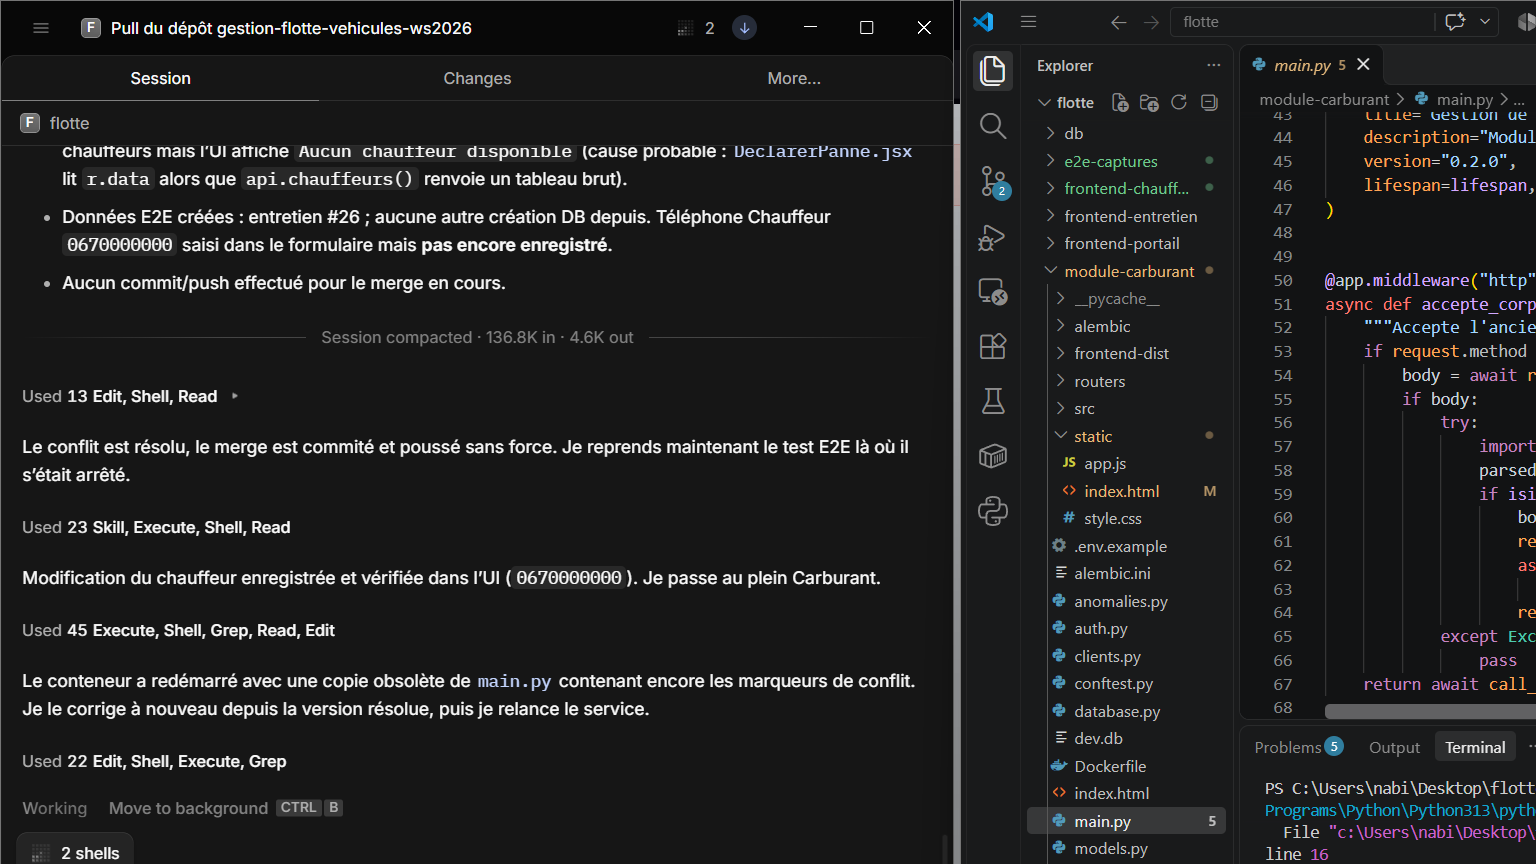 F Pull du dépôt gestion-flotte-vehicules-ws2026
2
Session
Changes
More...
F flotte
chauffeurs mais l’UI affiche Aucun chauffeur disponible (cause probable : DeclarerPanne.jsx
lit r.data alors que api.chauffeurs() renvoie un tableau brut).
• Données E2E créées : entretien #26 ; aucune autre création DB depuis. Téléphone Chauffeur
0670000000 saisi dans le formulaire mais pas encore enregistré.
• Aucun commit/push effectué pour le merge en cours.
Session compacted · 136.8K in · 4.6K out
Used 13 Edit, Shell, Read
Le conflit est résolu, le merge est commité et poussé sans force. Je reprends maintenant le test E2E là où il
s’était arrêté.
Used 23 Skill, Execute, Shell, Read
Modification du chauffeur enregistrée et vérifiée dans l’UI (0670000000). Je passe au plein Carburant.
Used 45 Execute, Shell, Grep, Read, Edit
Le conteneur a redémarré avec une copie obsolète de main.py contenant encore les marqueurs de conflit.
Je le corrige à nouveau depuis la version résolue, puis je relance le service.
Used 22 Edit, Shell, Execute, Grep
Working Move to background CTRL B
2 shells
flotte
2
Explorer
flotte
db
e2e-captures
frontend-chauff...
frontend-entretien
frontend-portail
module-carburant
__pycache__
alembic
frontend-dist
routers
src
static
JS app.js
index.html M
# style.css
.env.example
alembic.ini
anomalies.py
auth.py
clients.py
conftest.py
database.py
dev.db
Dockerfile
index.html
main.py 5
models.py
main.py 5
module-carburant > main.py > ...
43 title="Gestion de
44 description="Modul
45 version="0.2.0",
46 lifespan=lifespan,
47 )
48
49
50 @app.middleware("http"
51 async def accepte_corp
52 """Accepte l'ancie
53 if request.method
54 body = await r
55 if body:
56 try:
57 import
58 parsed
59 if isi
60 bo
61 re
62 as
63
64 re
65 except Exc
66 pass
67 return await call_
68
Problems 5 Output Terminal
PS C:\Users\nabi\Desktop\flott
Programs\Python\Python313\pyth
File "c:\Users\nabi\Desktop\
line 16